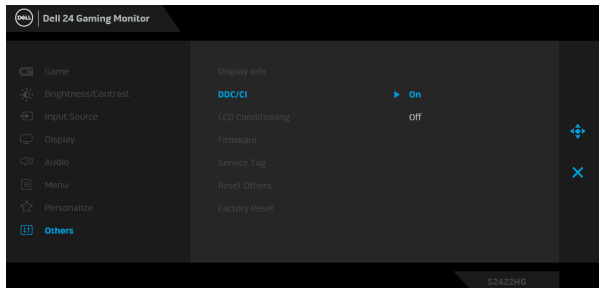 DELL Dell 24 Gaming Monitor
Game
Display Info
Brightness/Contrast
DDC/CI
On
Input Source
LCD Conditioning
Off
Display
Firmware
Audio
Service Tag
Menu
Reset Others
Personalize
Factory Reset
Others
S2422HG